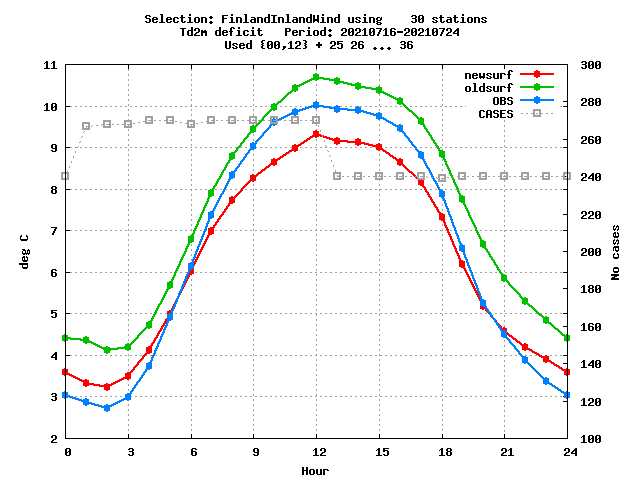 Selection: FinlandInlandWind using    30 stations
Td2m deficit   Period: 20210716-20210724
Used {00,12} + 25 26 ... 36
newsurf
oldsurf
OBS
CASES
11
10
9
8
7
6
5
4
3
2
deg C
300
280
260
240
220
200
180
160
140
120
100
No cases
0 3 6 9 12 15 18 21 24
Hour